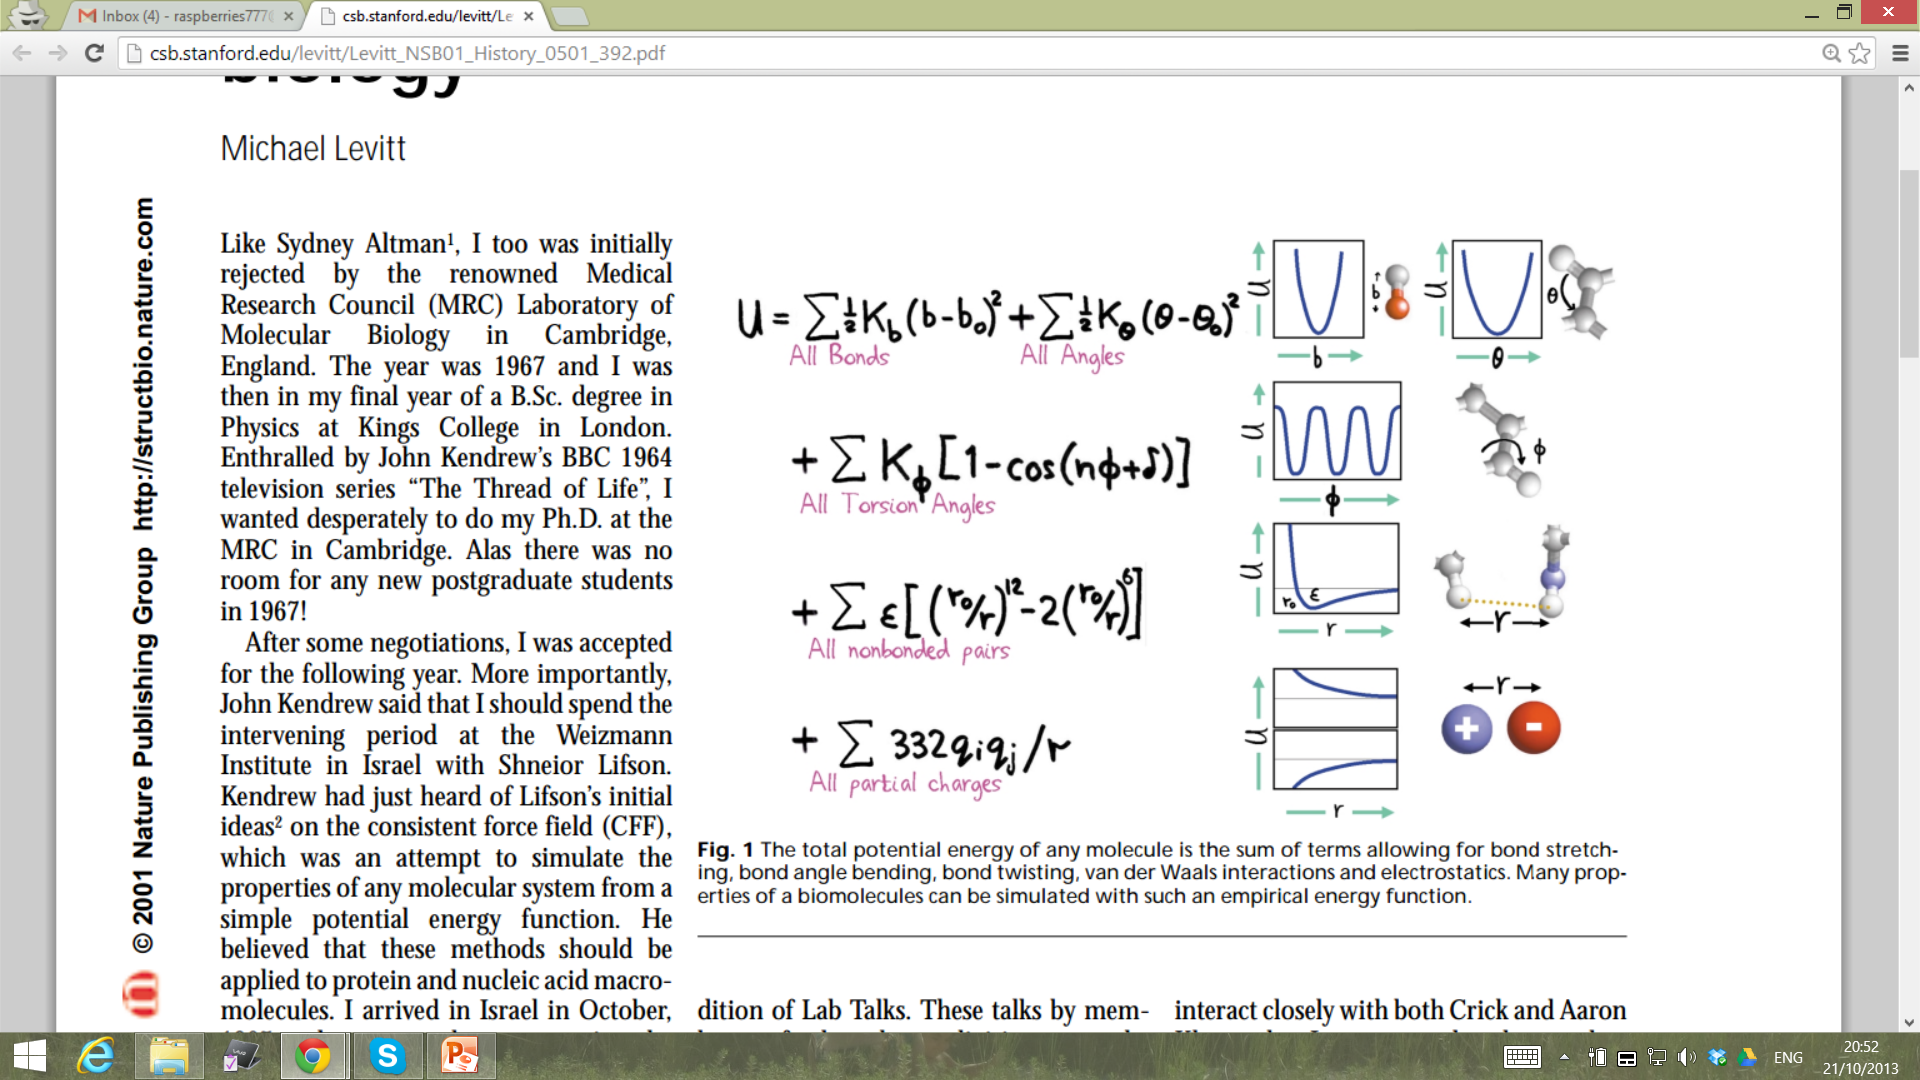 Inbox (4) - raspberries777
csb.stanford.edu/levitt/Le
csb.stanford.edu/levitt/Levitt_NSB01_History_0501_392.pdf
biology
Michael Levitt
© 2001 Nature Publishing Group http://structbio.nature.com
Like Sydney Altman¹, I too was initially
rejected by the renowned Medical
Research Council (MRC) Laboratory of
Molecular Biology in Cambridge,
England. The year was 1967 and I was
then in my final year of a B.Sc. degree in
Physics at Kings College in London.
Enthralled by John Kendrew's BBC 1964
television series “The Thread of Life”, I
wanted desperately to do my Ph.D. at the
MRC in Cambridge. Alas there was no
room for any new postgraduate students
in 1967!
After some negotiations, I was accepted
for the following year. More importantly,
John Kendrew said that I should spend the
intervening period at the Weizmann
Institute in Israel with Shneior Lifson.
Kendrew had just heard of Lifson's initial
ideas² on the consistent force field (CFF),
which was an attempt to simulate the
properties of any molecular system from a
simple potential energy function. He
believed that these methods should be
applied to protein and nucleic acid macro-
molecules. I arrived in Israel in October,
U = ∑½K_b(b-b₀)² + ∑½K_θ(θ-θ₀)²
All Bonds All Angles
+ ∑ K_ϕ[1-cos(nϕ+δ)]
All Torsion Angles
+ ∑ ε[(r₀/r)¹²-2(r₀/r)⁶]
All nonbonded pairs
+ ∑ 332qᵢqⱼ/r
All partial charges
U b b
U θ θ
U ϕ ϕ
U r₀ ε r r
U r r + -
Fig. 1 The total potential energy of any molecule is the sum of terms allowing for bond stretch-
ing, bond angle bending, bond twisting, van der Waals interactions and electrostatics. Many prop-
erties of a biomolecules can be simulated with such an empirical energy function.
dition of Lab Talks. These talks by mem-
interact closely with both Crick and Aaron
ENG
20:52
21/10/2013